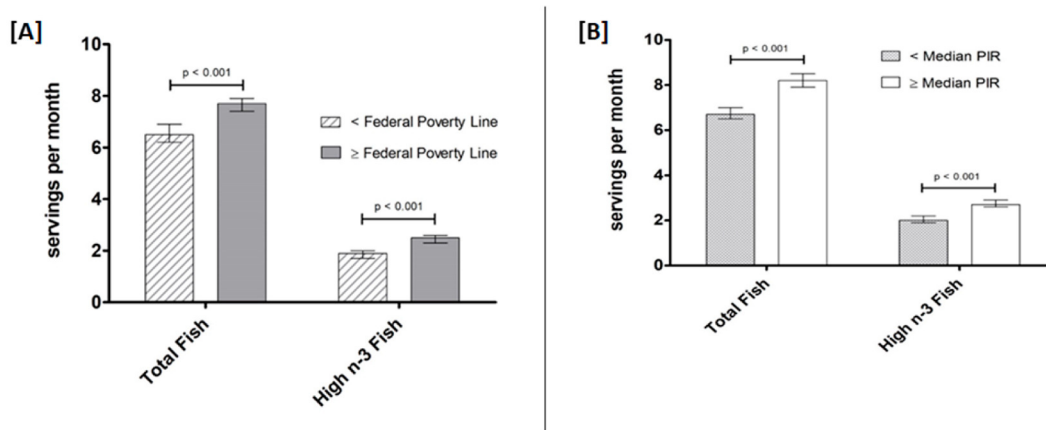 [A]
servings per month
10
8
6
4
2
0
p < 0.001
p < 0.001
< Federal Poverty Line
≥ Federal Poverty Line
Total Fish
High n-3 Fish
[B]
servings per month
10
8
6
4
2
0
p < 0.001
p < 0.001
< Median PIR
≥ Median PIR
Total Fish
High n-3 Fish